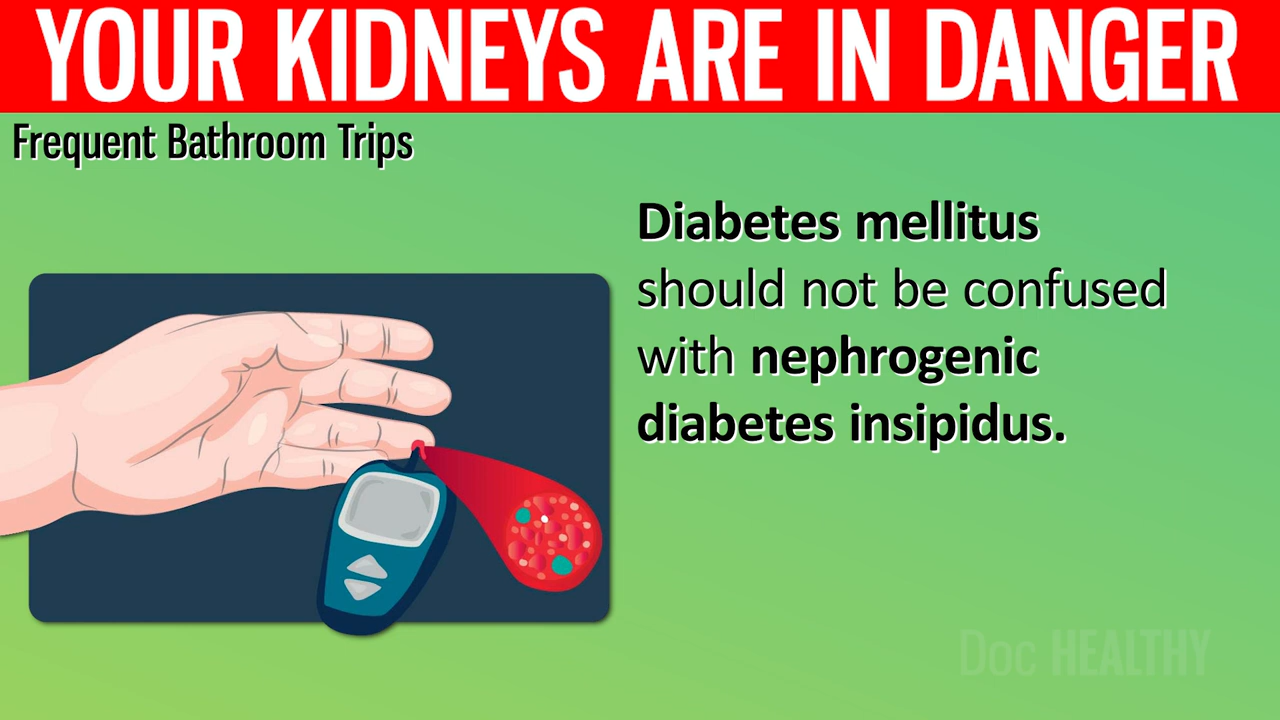 YOUR KIDNEYS ARE IN DANGER
Frequent Bathroom Trips
Diabetes mellitus
should not be confused
with nephrogenic
diabetes insipidus.
Doc HEALTHY